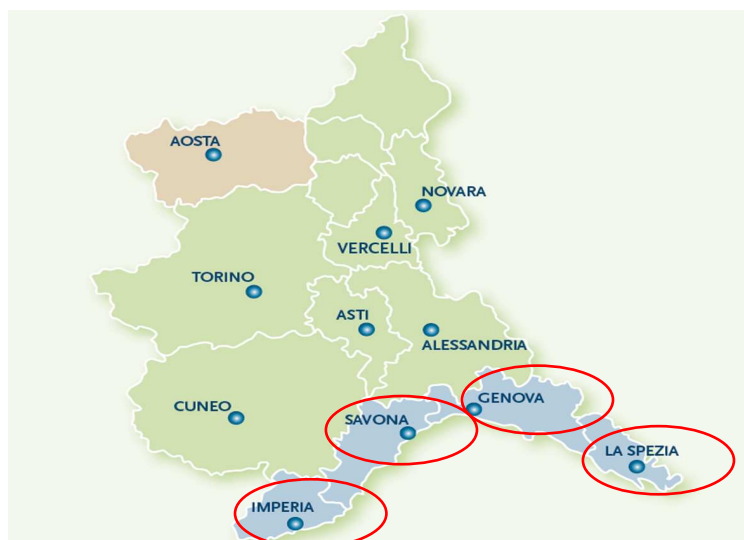 AOSTA
NOVARA
VERCELLI
TORINO
ASTI
ALESSANDRIA
GENOVA
CUNEO
SAVONA
LA SPEZIA
IMPERIA